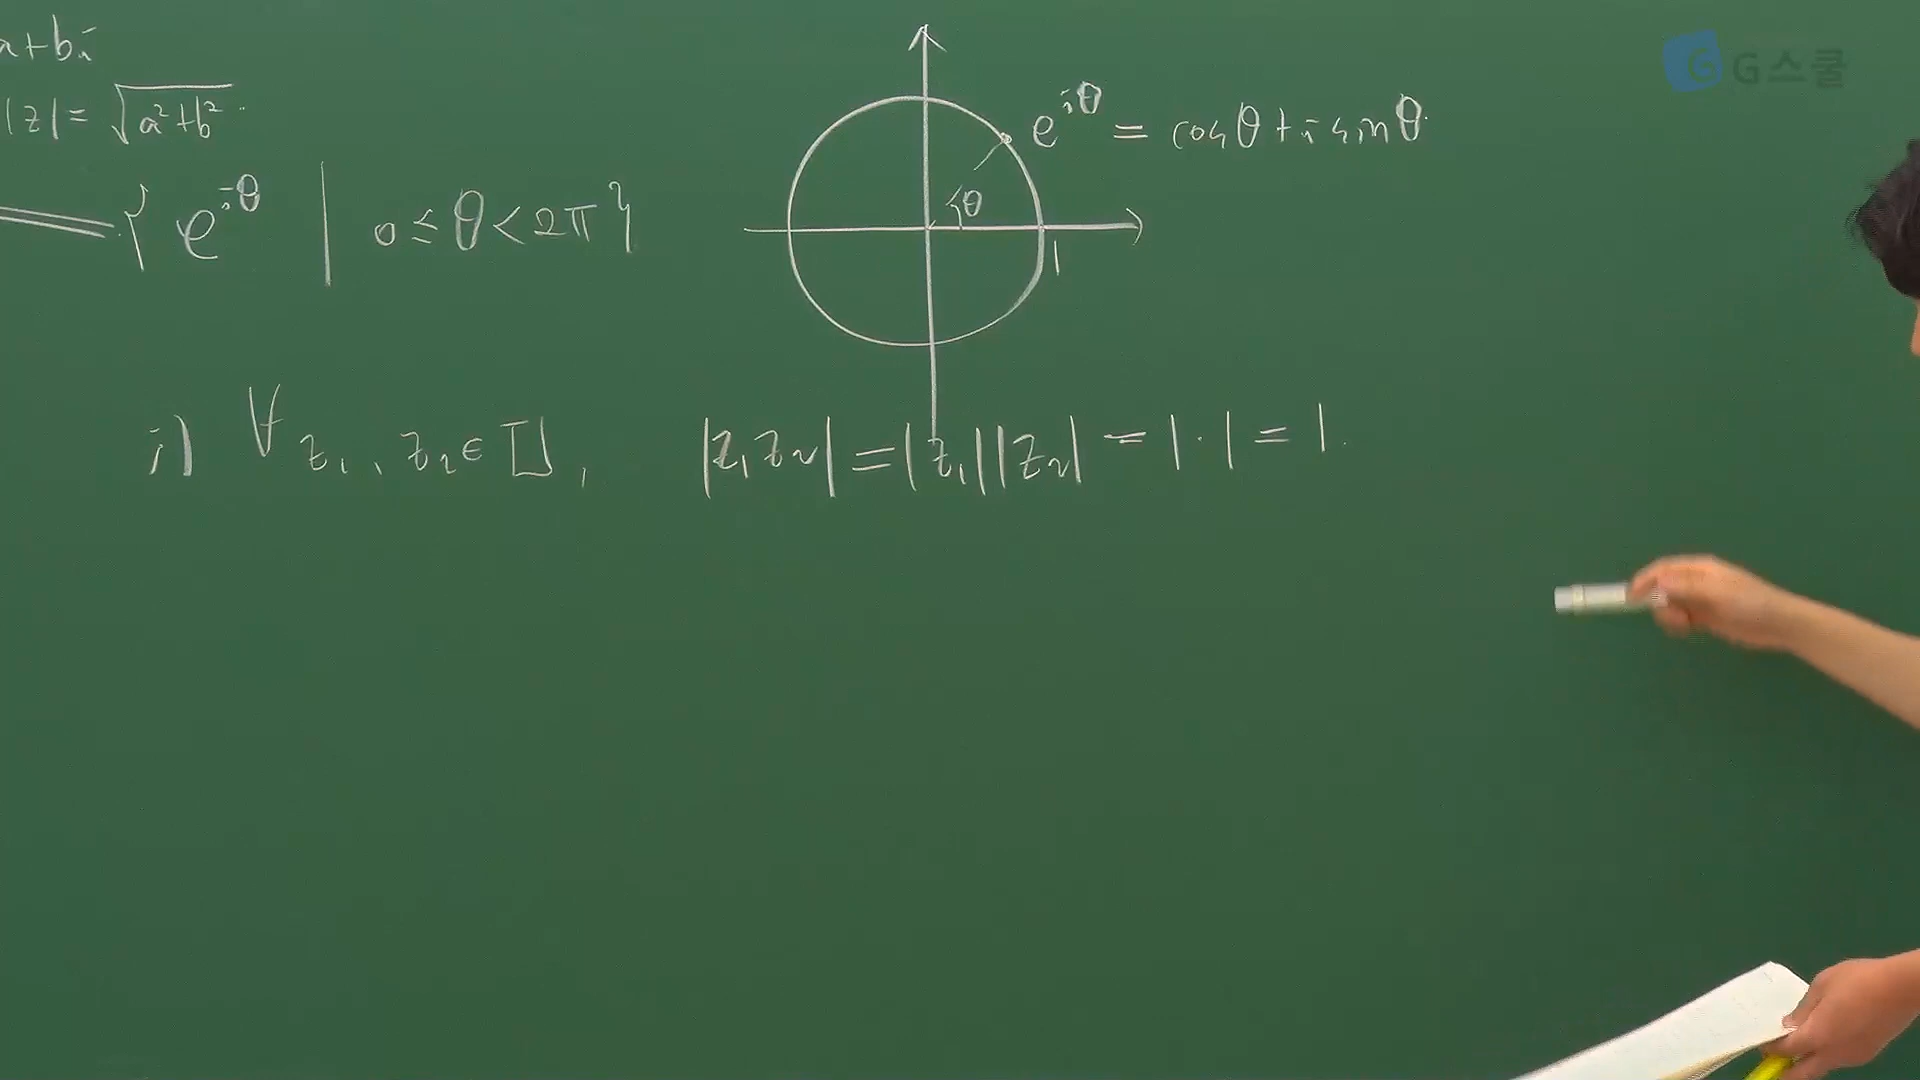 a+bi
|z| = √(a²+b²)
{ e^{iθ} | 0 ≤ θ < 2π }
e^{iθ} = cosθ + i sinθ
θ
1
i) ∀ z₁, z₂ ∈ 𝕌, |z₁z₂| = |z₁||z₂| = 1·1 = 1.
G스쿨